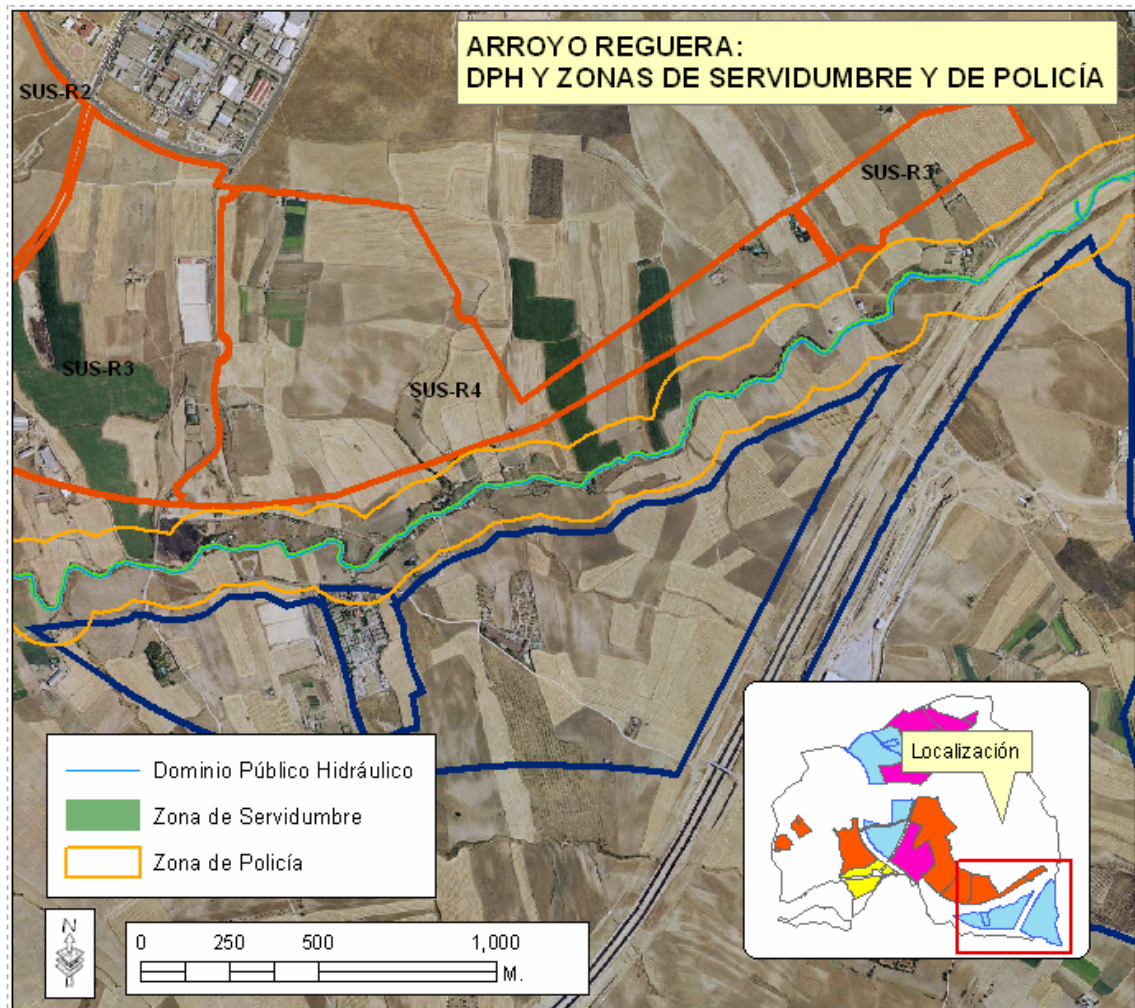 ARROYO REGUERA:
DPH Y ZONAS DE SERVIDUMBRE Y DE POLICÍA
SUS-R2
SUS-R3
SUS-R3
SUS-R4
Localización
Dominio Público Hidráulico
Zona de Servidumbre
Zona de Policía
N
0 250 500 1,000
M.